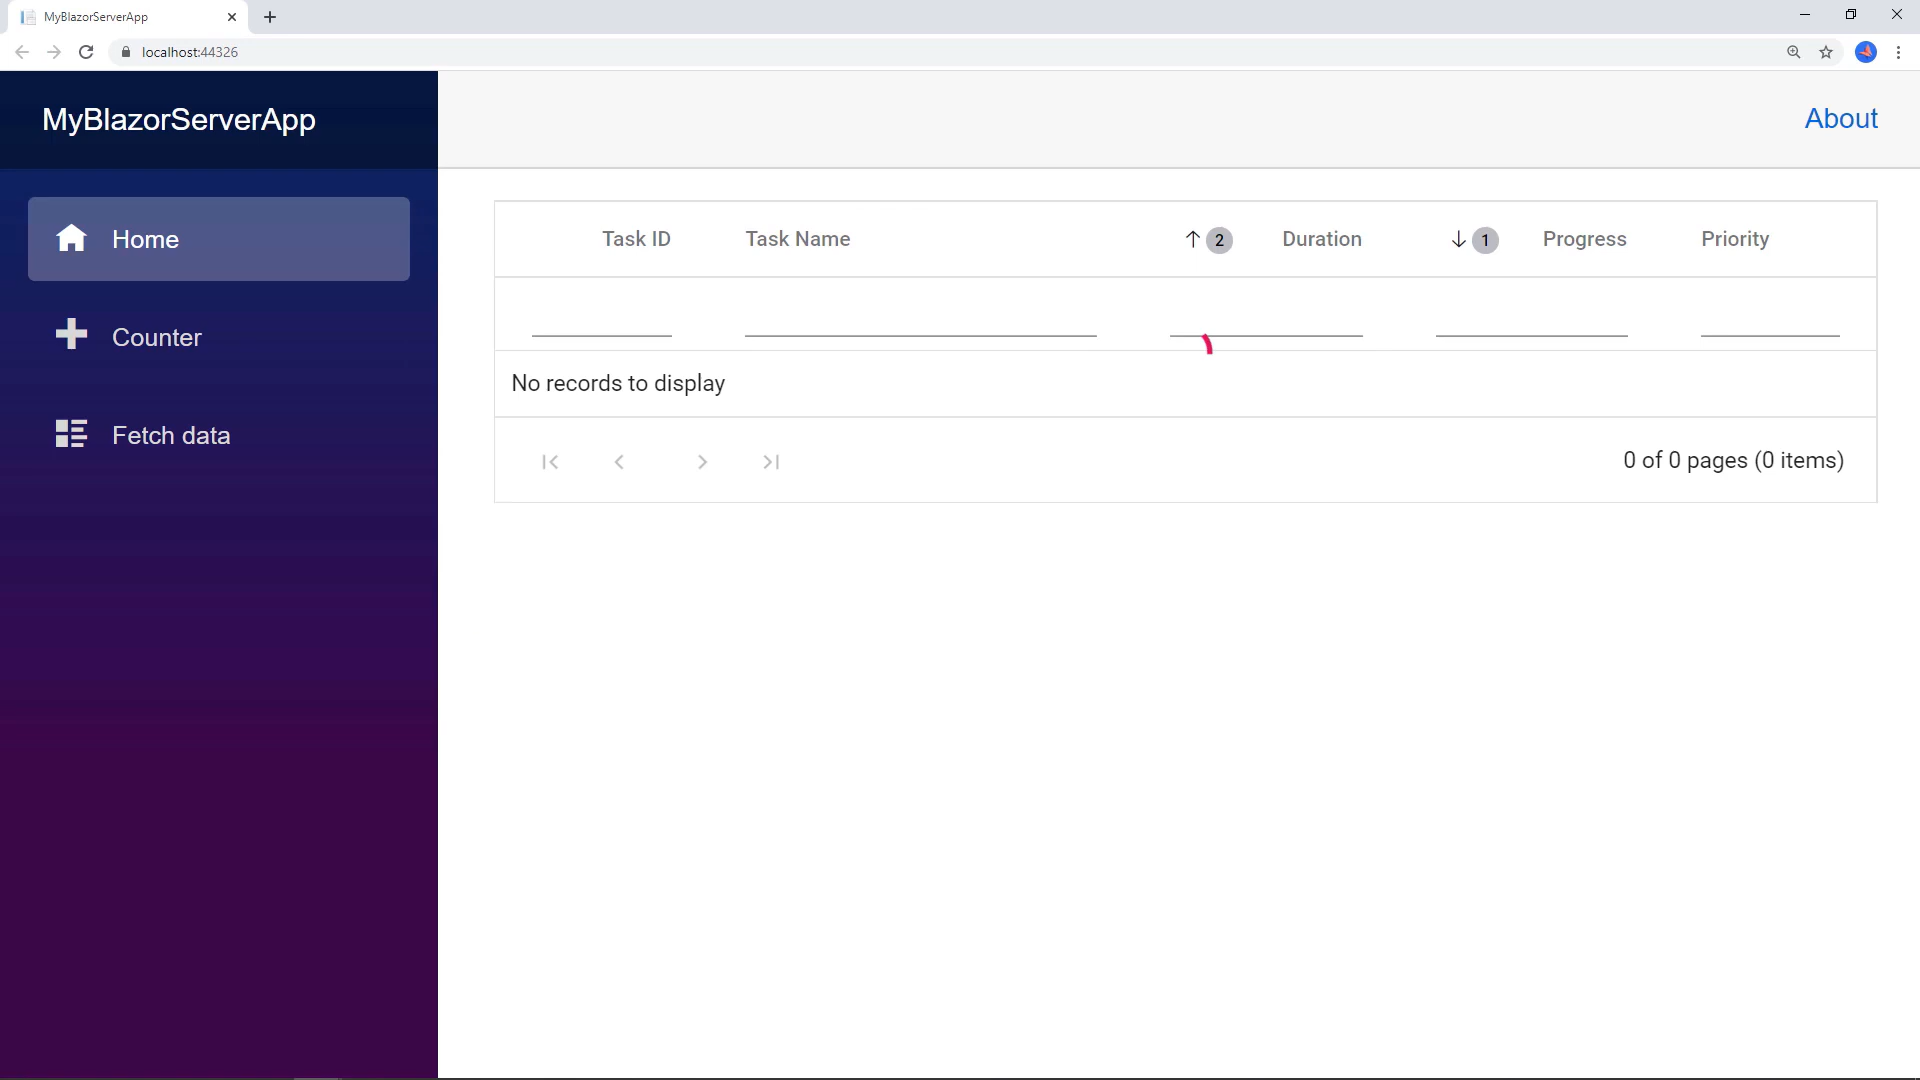 MyBlazorServerApp
localhost:44326
MyBlazorServerApp
About
Home
Counter
Fetch data
Task ID Task Name 2 Duration 1 Progress Priority
No records to display
0 of 0 pages (0 items)